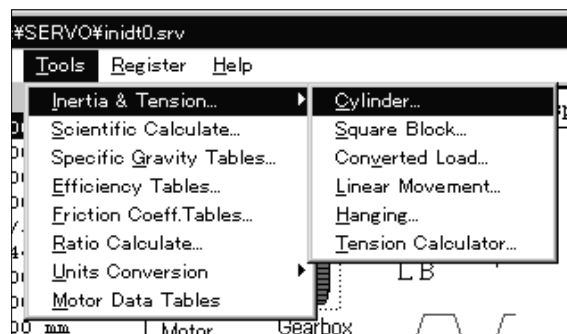 ¥SERVO¥inidt0.srv
Tools Register Help
Inertia & Tension...
Scientific Calculate...
Specific Gravity Tables...
Efficiency Tables...
Friction Coeff.Tables...
Ratio Calculate...
Units Conversion
Motor Data Tables
Cylinder...
Square Block...
Converted Load...
Linear Movement...
Hanging...
Tension Calculator...
LB
00 mm
Motor
Gearbox